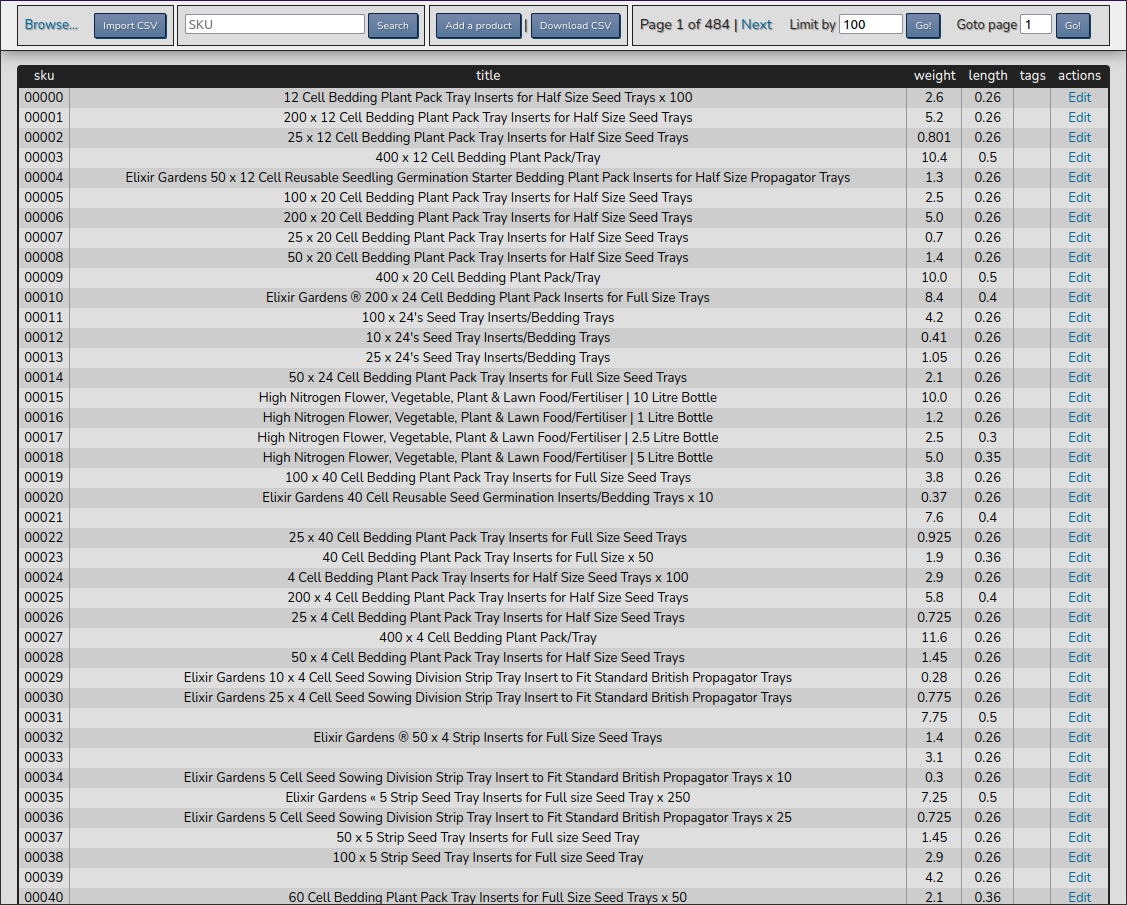 Browse... Import CSV SKU Search Add a product | Download CSV Page 1 of 484 | Next Limit by 100 Go! Goto page 1 Go!
sku title weight length tags actions
00000 12 Cell Bedding Plant Pack Tray Inserts for Half Size Seed Trays x 100 2.6 0.26 Edit
00001 200 x 12 Cell Bedding Plant Pack Tray Inserts for Half Size Seed Trays 5.2 0.26 Edit
00002 25 x 12 Cell Bedding Plant Pack Tray Inserts for Half Size Seed Trays 0.801 0.26 Edit
00003 400 x 12 Cell Bedding Plant Pack/Tray 10.4 0.5 Edit
00004 Elixir Gardens 50 x 12 Cell Reusable Seedling Germination Starter Bedding Plant Pack Inserts for Half Size Propagator Trays 1.3 0.26 Edit
00005 100 x 20 Cell Bedding Plant Pack Tray Inserts for Half Size Seed Trays 2.5 0.26 Edit
00006 200 x 20 Cell Bedding Plant Pack Tray Inserts for Half Size Seed Trays 5.0 0.26 Edit
00007 25 x 20 Cell Bedding Plant Pack Tray Inserts for Half Size Seed Trays 0.7 0.26 Edit
00008 50 x 20 Cell Bedding Plant Pack Tray Inserts for Half Size Seed Trays 1.4 0.26 Edit
00009 400 x 20 Cell Bedding Plant Pack/Tray 10.0 0.5 Edit
00010 Elixir Gardens ® 200 x 24 Cell Bedding Plant Pack Inserts for Full Size Trays 8.4 0.4 Edit
00011 100 x 24's Seed Tray Inserts/Bedding Trays 4.2 0.26 Edit
00012 10 x 24's Seed Tray Inserts/Bedding Trays 0.41 0.26 Edit
00013 25 x 24's Seed Tray Inserts/Bedding Trays 1.05 0.26 Edit
00014 50 x 24 Cell Bedding Plant Pack Tray Inserts for Full Size Seed Trays 2.1 0.26 Edit
00015 High Nitrogen Flower, Vegetable, Plant & Lawn Food/Fertiliser | 10 Litre Bottle 10.0 0.26 Edit
00016 High Nitrogen Flower, Vegetable, Plant & Lawn Food/Fertiliser | 1 Litre Bottle 1.2 0.26 Edit
00017 High Nitrogen Flower, Vegetable, Plant & Lawn Food/Fertiliser | 2.5 Litre Bottle 2.5 0.3 Edit
00018 High Nitrogen Flower, Vegetable, Plant & Lawn Food/Fertiliser | 5 Litre Bottle 5.0 0.35 Edit
00019 100 x 40 Cell Bedding Plant Pack Tray Inserts for Full Size Seed Trays 3.8 0.26 Edit
00020 Elixir Gardens 40 Cell Reusable Seed Germination Inserts/Bedding Trays x 10 0.37 0.26 Edit
00021 7.6 0.4 Edit
00022 25 x 40 Cell Bedding Plant Pack Tray Inserts for Full Size Seed Trays 0.925 0.26 Edit
00023 40 Cell Bedding Plant Pack Tray Inserts for Full Size x 50 1.9 0.36 Edit
00024 4 Cell Bedding Plant Pack Tray Inserts for Half Size Seed Trays x 100 2.9 0.26 Edit
00025 200 x 4 Cell Bedding Plant Pack Tray Inserts for Half Size Seed Trays 5.8 0.4 Edit
00026 25 x 4 Cell Bedding Plant Pack Tray Inserts for Half Size Seed Trays 0.725 0.26 Edit
00027 400 x 4 Cell Bedding Plant Pack/Tray 11.6 0.26 Edit
00028 50 x 4 Cell Bedding Plant Pack Tray Inserts for Half Size Seed Trays 1.45 0.26 Edit
00029 Elixir Gardens 10 x 4 Cell Seed Sowing Division Strip Tray Insert to Fit Standard British Propagator Trays 0.28 0.26 Edit
00030 Elixir Gardens 25 x 4 Cell Seed Sowing Division Strip Tray Insert to Fit Standard British Propagator Trays 0.775 0.26 Edit
00031 7.75 0.5 Edit
00032 Elixir Gardens ® 50 x 4 Strip Inserts for Full Size Seed Trays 1.4 0.26 Edit
00033 3.1 0.26 Edit
00034 Elixir Gardens 5 Cell Seed Sowing Division Strip Tray Insert to Fit Standard British Propagator Trays x 10 0.3 0.26 Edit
00035 Elixir Gardens « 5 Strip Seed Tray Inserts for Full size Seed Tray x 250 7.25 0.5 Edit
00036 Elixir Gardens 5 Cell Seed Sowing Division Strip Tray Insert to Fit Standard British Propagator Trays x 25 0.725 0.26 Edit
00037 50 x 5 Strip Seed Tray Inserts for Full size Seed Tray 1.45 0.26 Edit
00038 100 x 5 Strip Seed Tray Inserts for Full size Seed Tray 2.9 0.26 Edit
00039 4.2 0.26 Edit
00040 60 Cell Bedding Plant Pack Tray Inserts for Full Size Seed Trays x 50 2.1 0.36 Edit